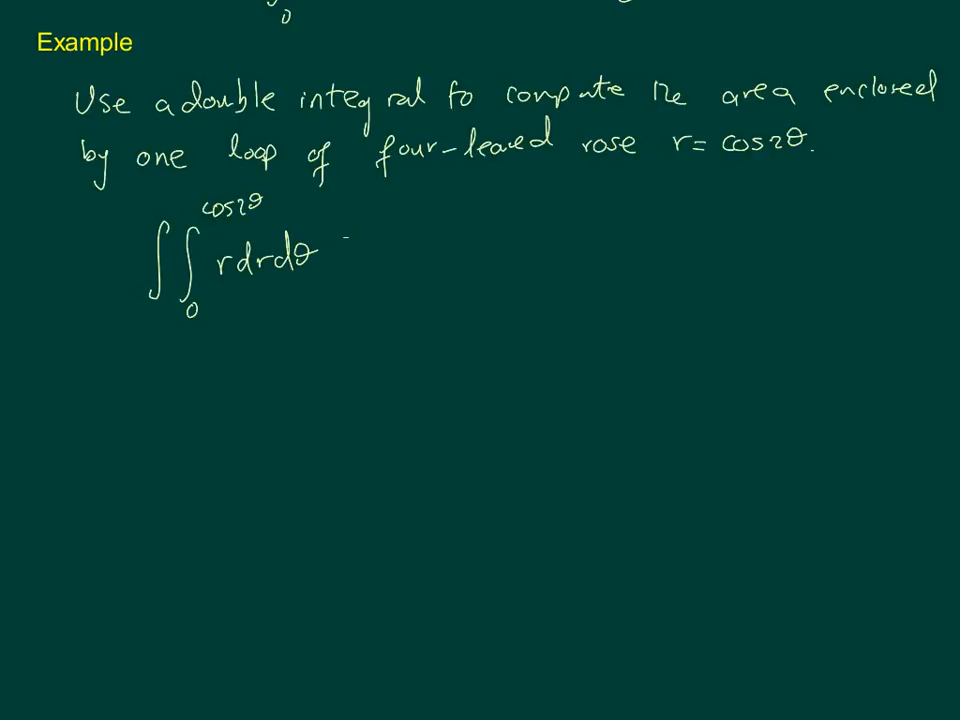 0
Example
Use a double integral to compute the area enclosed
by one loop of four-leaved rose r = cos2θ.
cos2θ
∫ ∫ r dr dθ
0